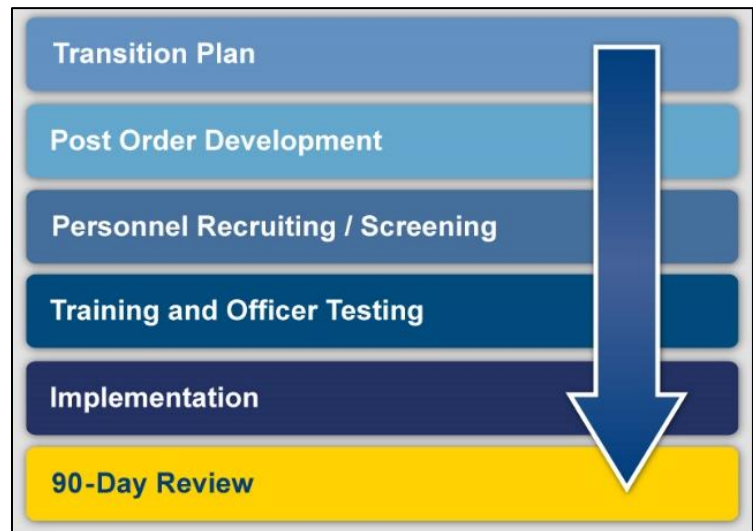 Transition Plan
Post Order Development
Personnel Recruiting / Screening
Training and Officer Testing
Implementation
90-Day Review